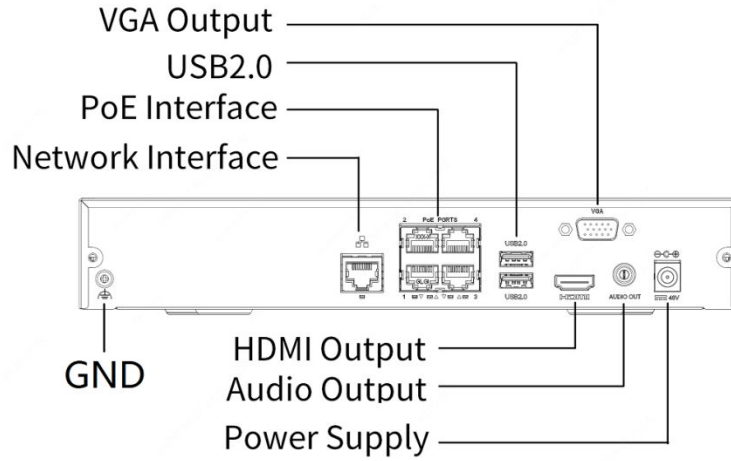 VGA Output
USB2.0
PoE Interface
Network Interface
VGA
2 PoE PORTS 4
USB2.0
1 3
USB2.0
HDMI
AUDIO OUT
48V
GND
HDMI Output
Audio Output
Power Supply